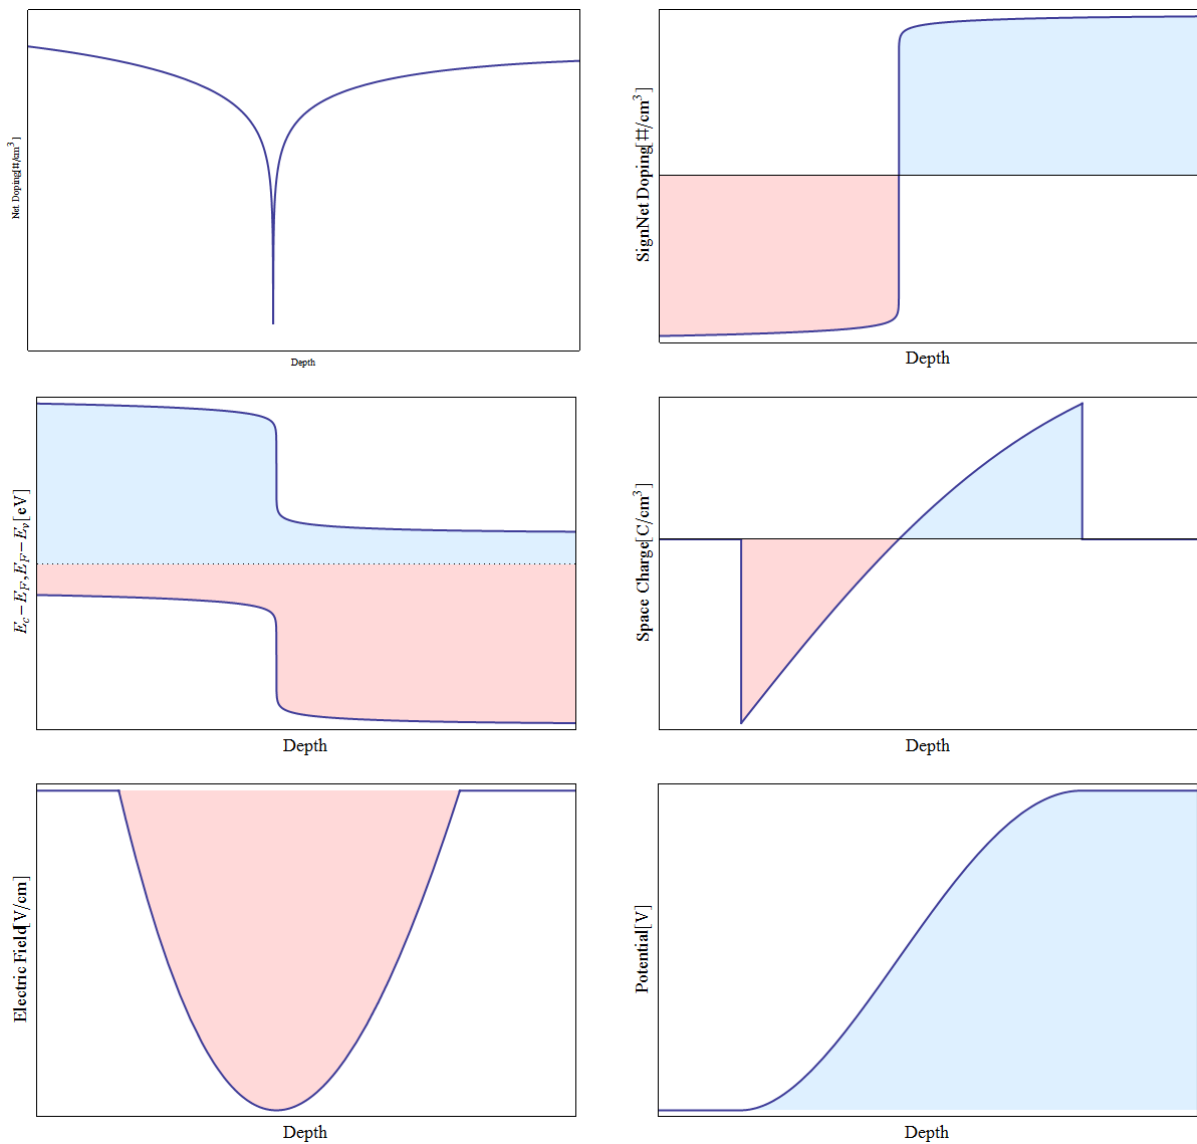 Net Doping[#/cm³]
Depth
SignNet Doping[#/cm³]
Depth
E_c−E_F,E_F−E_v[eV]
Depth
Space Charge[C/cm³]
Depth
Electric Field[V/cm]
Depth
Potential[V]
Depth